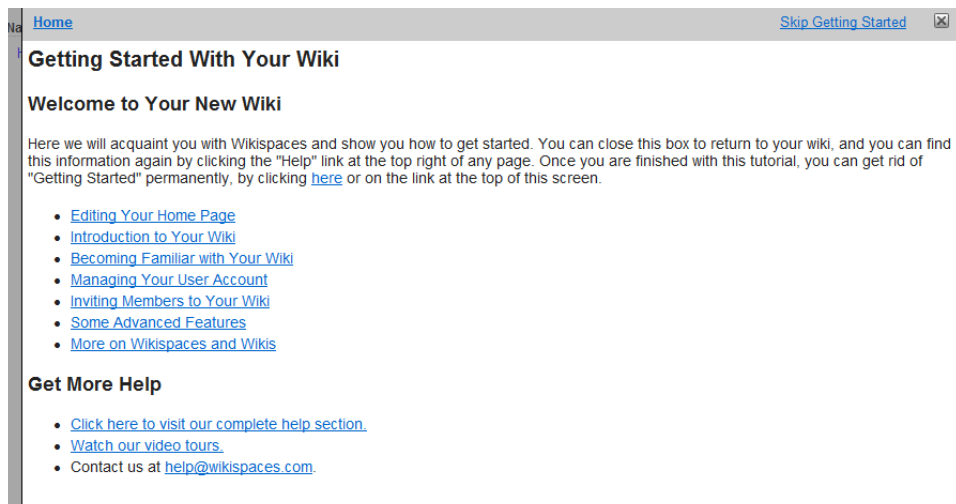 Home
Skip Getting Started
Na
Getting Started With Your Wiki
Welcome to Your New Wiki
Here we will acquaint you with Wikispaces and show you how to get started. You can close this box to return to your wiki, and you can find
this information again by clicking the "Help" link at the top right of any page. Once you are finished with this tutorial, you can get rid of
"Getting Started" permanently, by clicking here or on the link at the top of this screen.
Editing Your Home Page
Introduction to Your Wiki
Becoming Familiar with Your Wiki
Managing Your User Account
Inviting Members to Your Wiki
Some Advanced Features
More on Wikispaces and Wikis
Get More Help
Click here to visit our complete help section.
Watch our video tours.
Contact us at help@wikispaces.com.